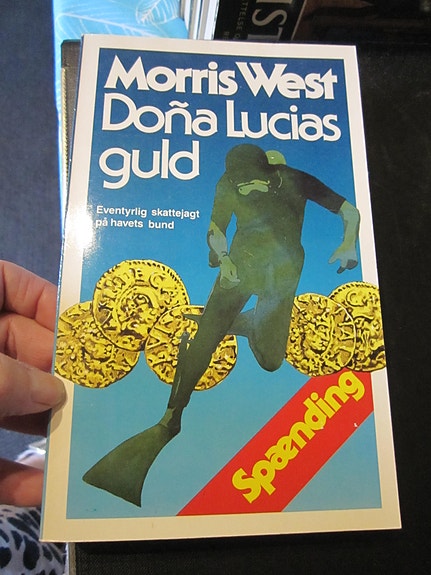 Morris West
Doña Lucias
guld
Eventyrlig skattejagt
på havets bund
Spænding